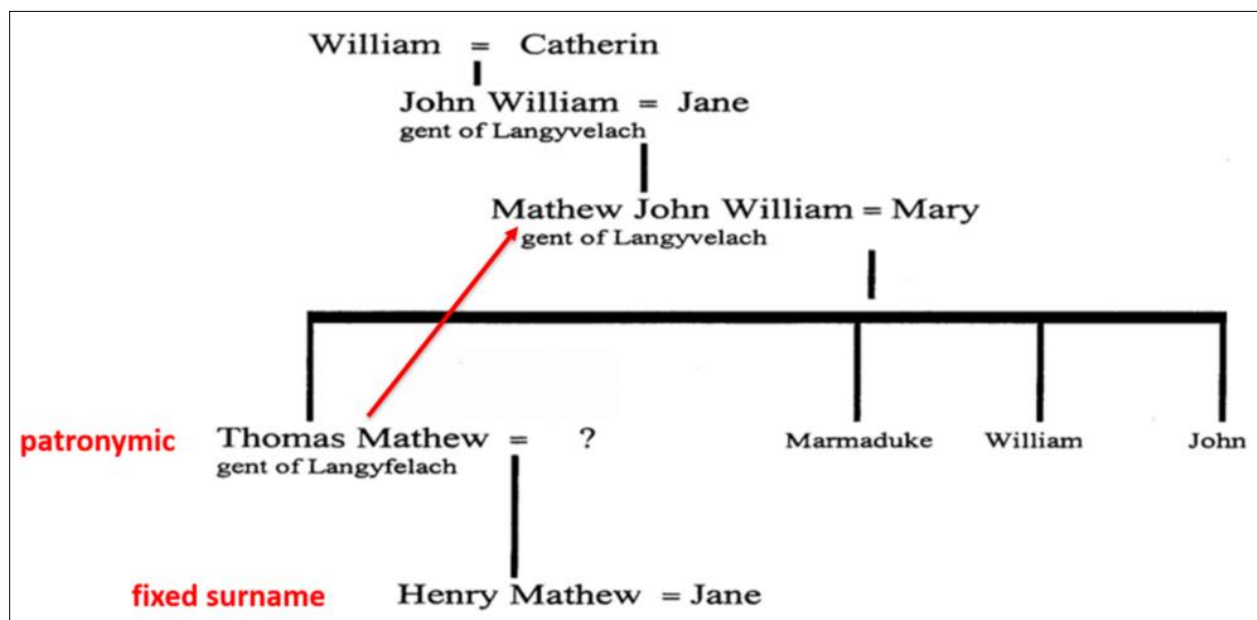 William = Catherin
John William = Jane
gent of Langyvelach
Mathew John William = Mary
gent of Langyvelach
patronymic Thomas Mathew = ? Marmaduke William John
gent of Langyfelach
fixed surname Henry Mathew = Jane